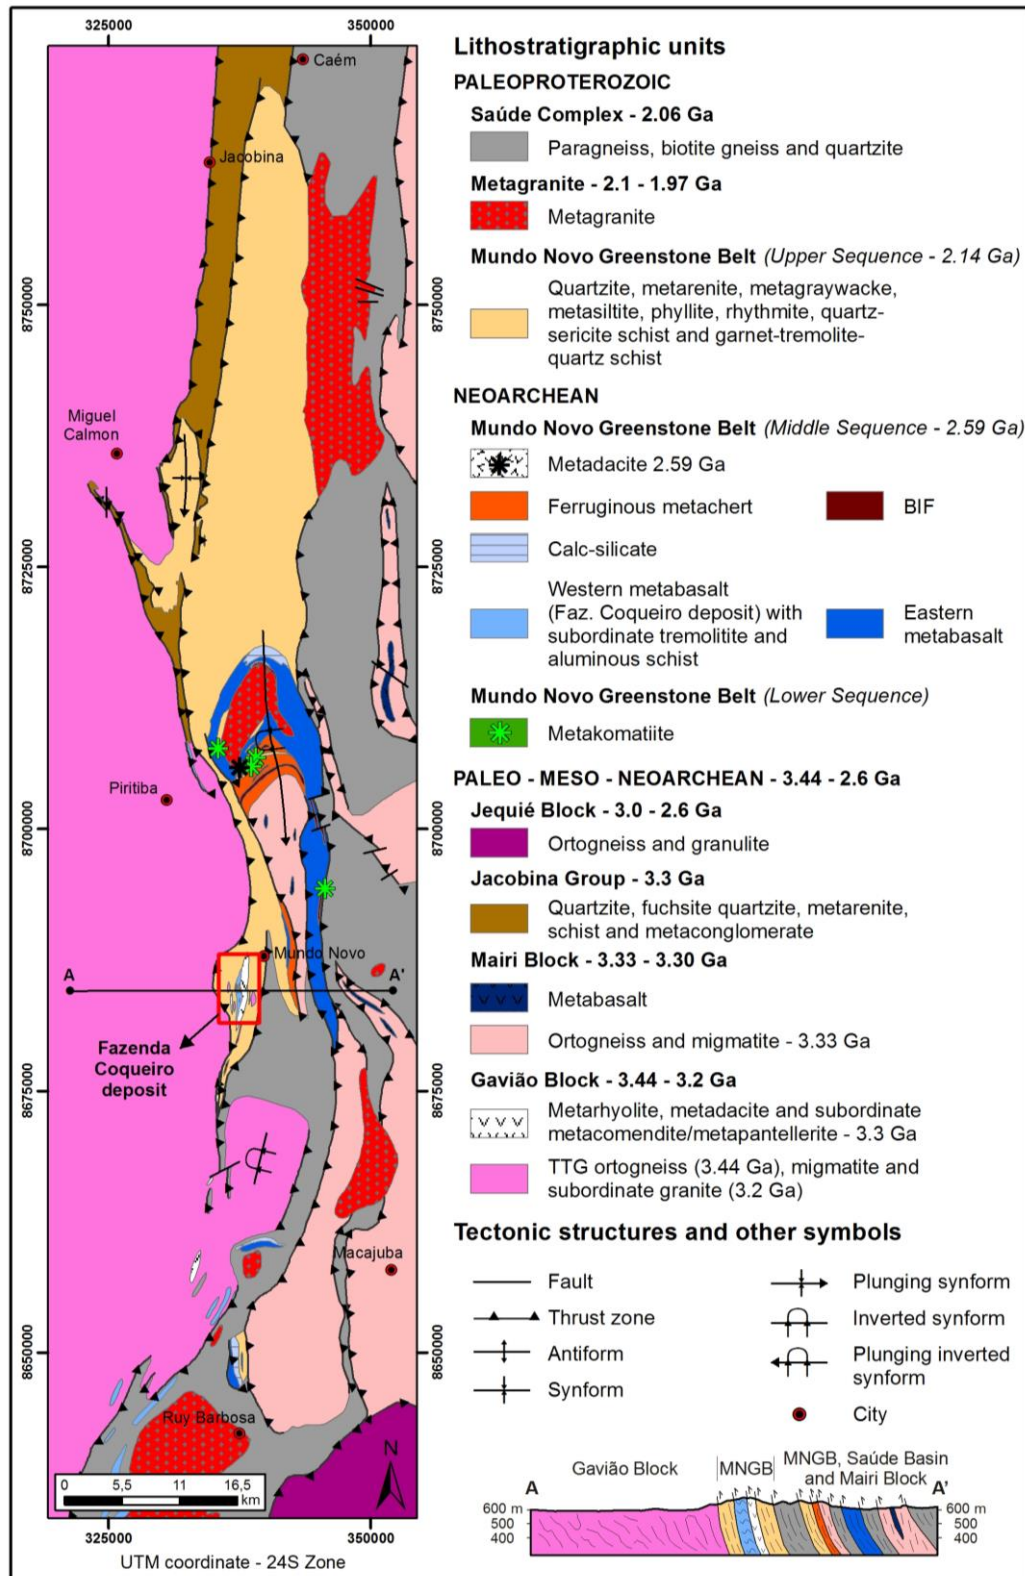 325000
350000
Caém
Jacobina
8750000
8750000
Miguel
Calmon
8725000
8725000
Piritiba
8700000
8700000
Mundo Novo
A
A'
Fazenda
Coqueiro
deposit
8675000
8675000
Macajuba
8650000
8650000
Ruy Barbosa
N
0 5,5 11 16,5
km
325000
350000
UTM coordinate - 24S Zone
Lithostratigraphic units
PALEOPROTEROZOIC
Saúde Complex - 2.06 Ga
Paragneiss, biotite gneiss and quartzite
Metagranite - 2.1 - 1.97 Ga
Metagranite
Mundo Novo Greenstone Belt (Upper Sequence - 2.14 Ga)
Quartzite, metarenite, metagraywacke,
metasiltite, phyllite, rhythmite, quartz-
sericite schist and garnet-tremolite-
quartz schist
NEOARCHEAN
Mundo Novo Greenstone Belt (Middle Sequence - 2.59 Ga)
Metadacite 2.59 Ga
Ferruginous metachert
BIF
Calc-silicate
Western metabasalt
(Faz. Coqueiro deposit) with
subordinate tremolitite and
aluminous schist
Eastern
metabasalt
Mundo Novo Greenstone Belt (Lower Sequence)
Metakomatiite
PALEO - MESO - NEOARCHEAN - 3.44 - 2.6 Ga
Jequié Block - 3.0 - 2.6 Ga
Ortogneiss and granulite
Jacobina Group - 3.3 Ga
Quartzite, fuchsite quartzite, metarenite,
schist and metaconglomerate
Mairi Block - 3.33 - 3.30 Ga
Metabasalt
Ortogneiss and migmatite - 3.33 Ga
Gavião Block - 3.44 - 3.2 Ga
Metarhyolite, metadacite and subordinate
metacomendite/metapantellerite - 3.3 Ga
TTG ortogneiss (3.44 Ga), migmatite and
subordinate granite (3.2 Ga)
Tectonic structures and other symbols
Fault
Thrust zone
Antiform
Synform
Plunging synform
Inverted synform
Plunging inverted
synform
City
Gavião Block
MNGB
MNGB, Saúde Basin
and Mairi Block
A
A'
600 m
500
400
600 m
500
400